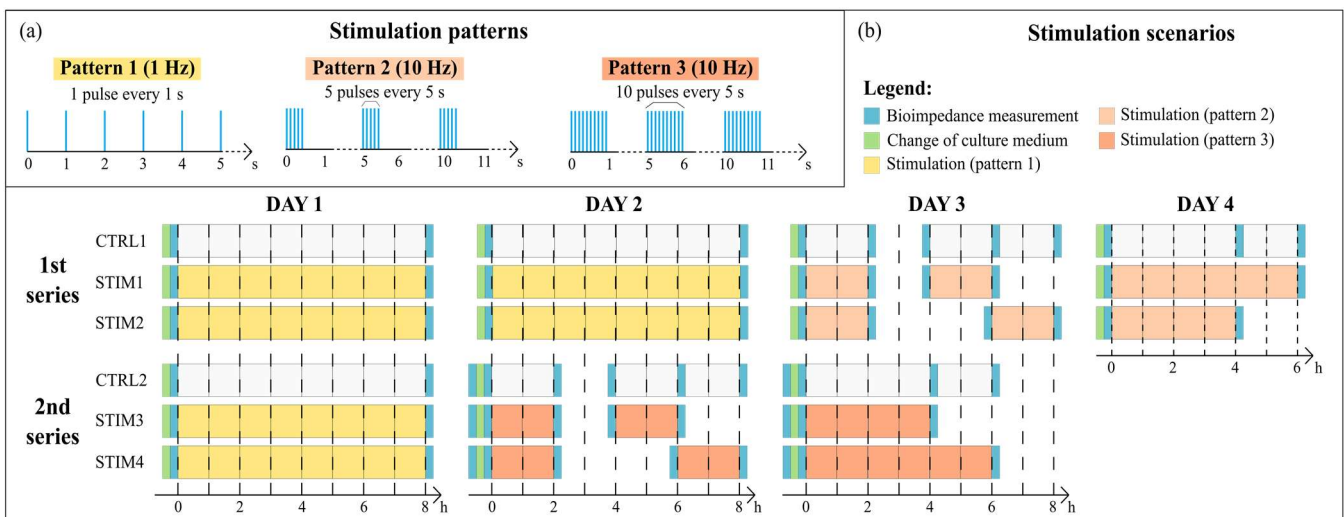 (a)
Stimulation patterns
Pattern 1 (1 Hz)
1 pulse every 1 s
0 1 2 3 4 5 s
Pattern 2 (10 Hz)
5 pulses every 5 s
0 1 5 6 10 11 s
Pattern 3 (10 Hz)
10 pulses every 5 s
0 1 5 6 10 11 s
(b)
Stimulation scenarios
Legend:
Bioimpedance measurement
Change of culture medium
Stimulation (pattern 1)
Stimulation (pattern 2)
Stimulation (pattern 3)
DAY 1 DAY 2 DAY 3 DAY 4
1st series
CTRL1
STIM1
STIM2
0 2 4 6 h
2nd series
CTRL2
STIM3
STIM4
0 2 4 6 8 h
0 2 4 6 8 h
0 2 4 6 8 h